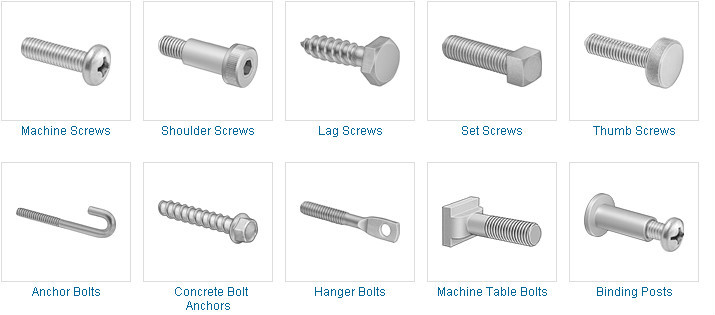 Machine Screws
Shoulder Screws
Lag Screws
Set Screws
Thumb Screws
Anchor Bolts
Concrete Bolt
Anchors
Hanger Bolts
Machine Table Bolts
Binding Posts